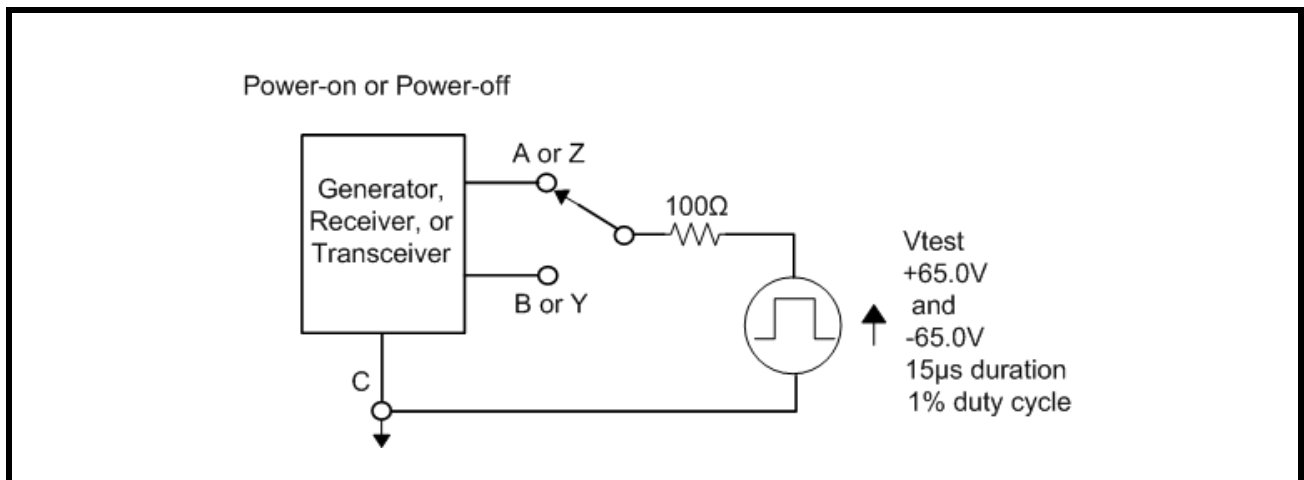 Power-on or Power-off
A or Z
Generator,
Receiver, or
Transceiver
100Ω
B or Y
Vtest
+65.0V
and
-65.0V
15µs duration
1% duty cycle
C